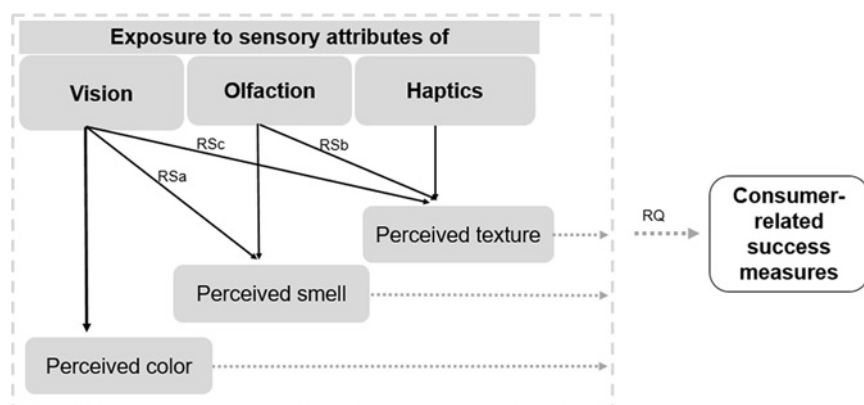 Exposure to sensory attributes of
Vision
Olfaction
Haptics
RSc
RSb
RSa
Perceived texture
RQ
Consumer-
related
success
measures
Perceived smell
Perceived color